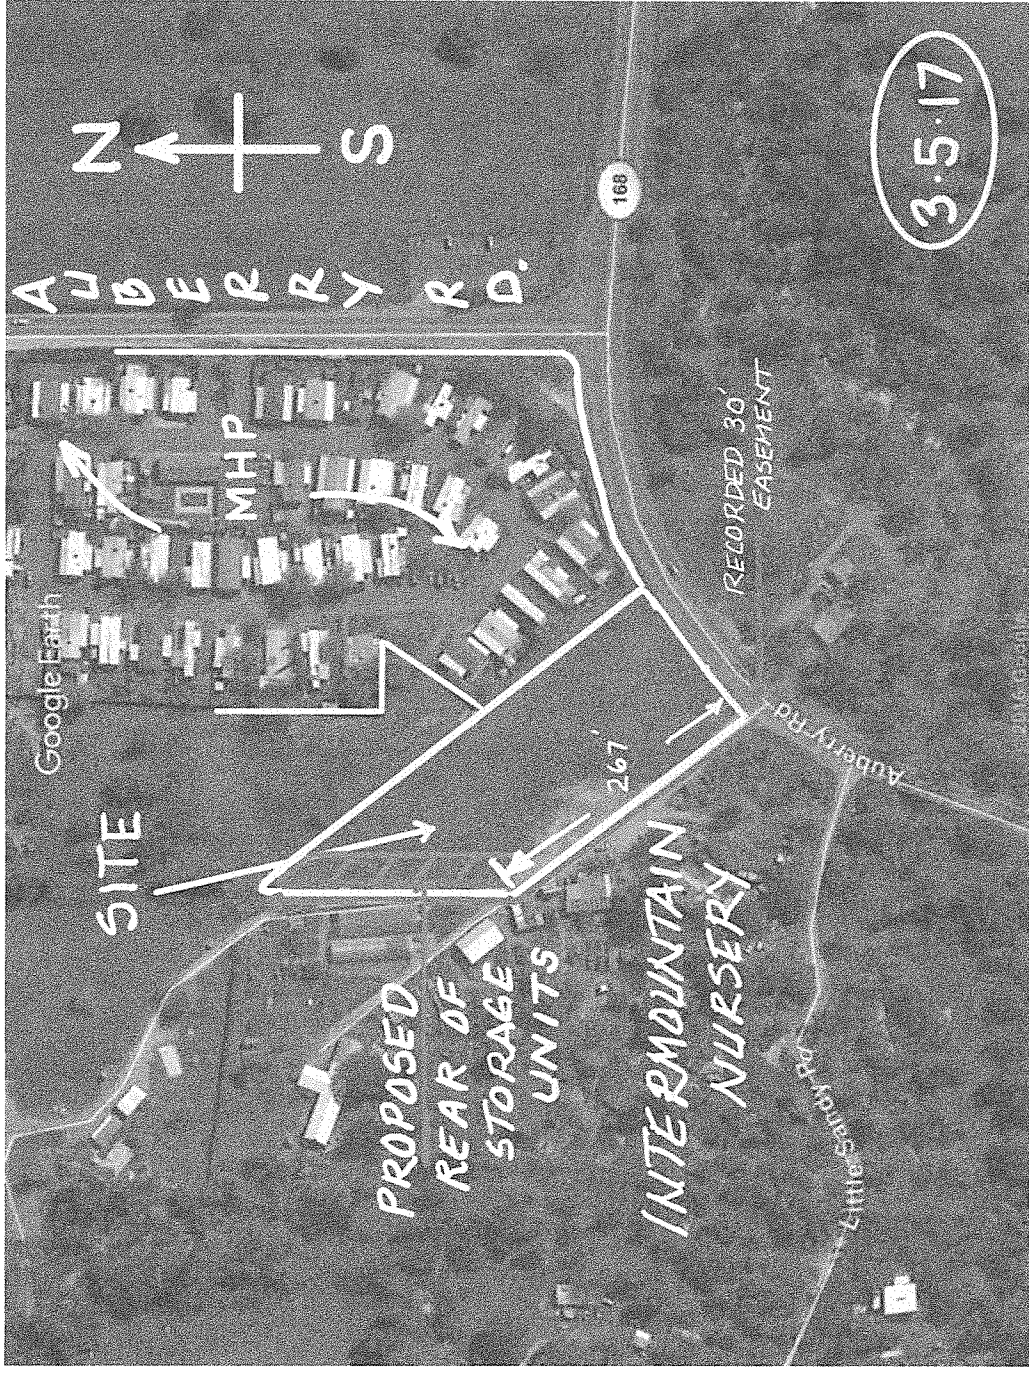 Google Earth
N
SITE
AUBERRY RD.
MHP
S
PROPOSED
REAR OF
STORAGE
UNITS
267'
168
INTERMOUNTAIN
NURSERY
RECORDED 30'
EASEMENT
Auberry Rd
Little Sandy Rd
3·5·17